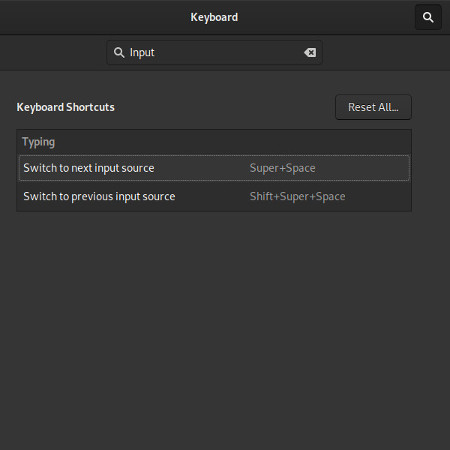 Keyboard
Input
Keyboard Shortcuts
Reset All...
Typing
Switch to next input source Super+Space
Switch to previous input source Shift+Super+Space